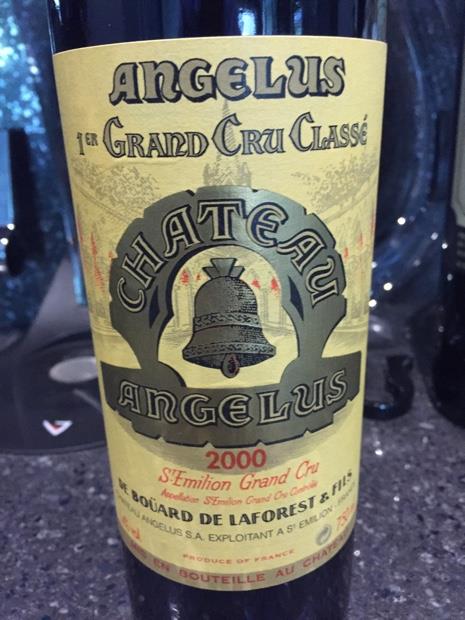 ANGELUS
1ER GRAND CRU CLASSÉ
CHATEAU
ANGELUS
2000
St-Emilion Grand Cru
Appellation St-Emilion Grand Cru Contrôlée
DE BOÜARD DE LAFOREST & FILS
ANGELUS S.A. EXPLOITANT A ST EMILION
PRODUCE OF FRANCE
MIS EN BOUTEILLE AU CHATEAU